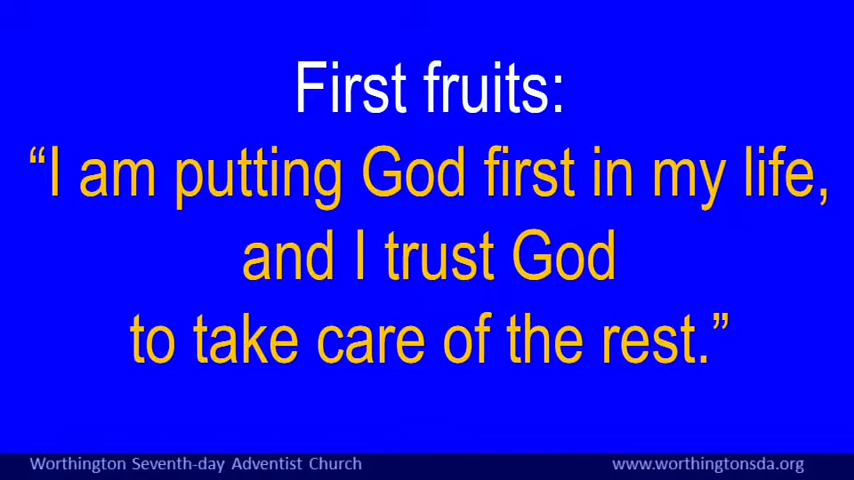 First fruits:
“I am putting God first in my life,
and I trust God
to take care of the rest.”
Worthington Seventh-day Adventist Church
www.worthingtonsda.org